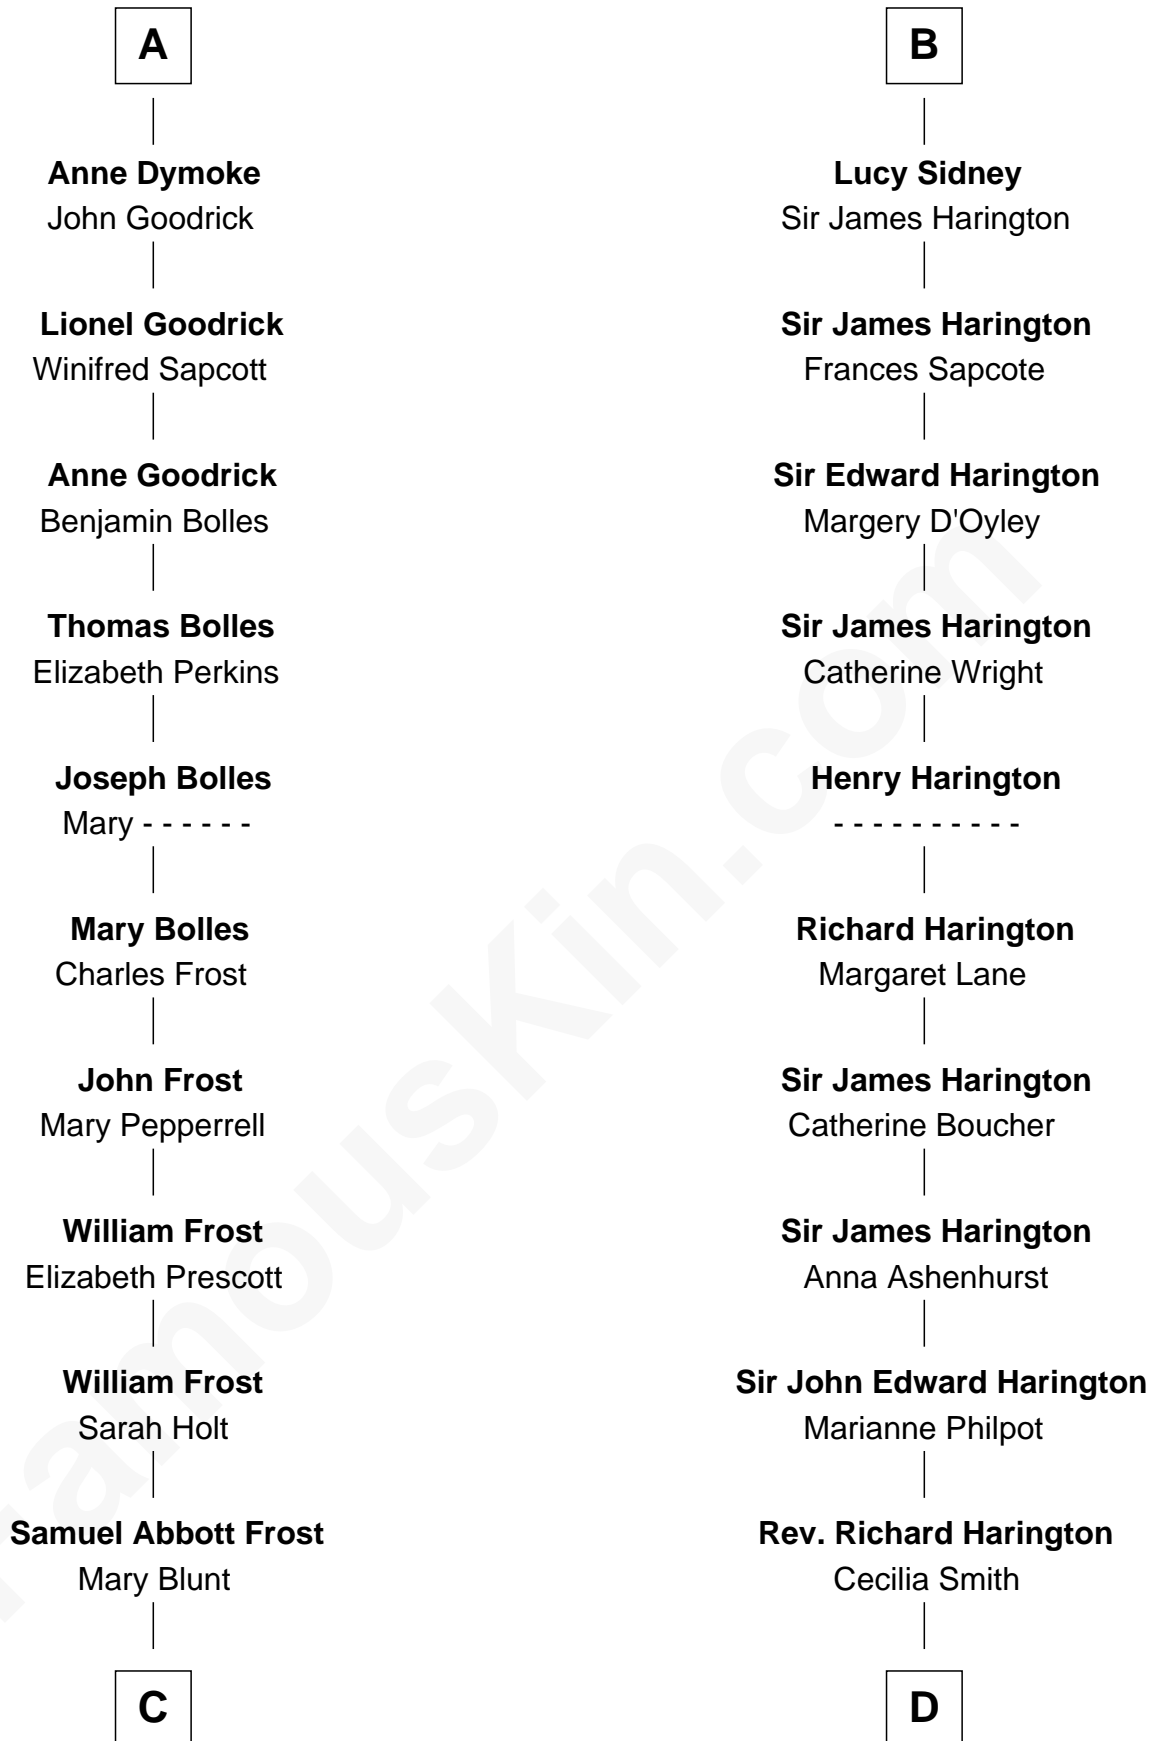 A
Anne Dymoke
John Goodrick
Lionel Goodrick
Winifred Sapcott
Anne Goodrick
Benjamin Bolles
Thomas Bolles
Elizabeth Perkins
Joseph Bolles
Mary - - - - - -
Mary Bolles
Charles Frost
John Frost
Mary Pepperrell
William Frost
Elizabeth Prescott
William Frost
Sarah Holt
Samuel Abbott Frost
Mary Blunt
C
B
Lucy Sidney
Sir James Harington
Sir James Harington
Frances Sapcote
Sir Edward Harington
Margery D'Oyley
Sir James Harington
Catherine Wright
Henry Harington
- - - - - - - - - -
Richard Harington
Margaret Lane
Sir James Harington
Catherine Boucher
Sir James Harington
Anna Ashenhurst
Sir John Edward Harington
Marianne Philpot
Rev. Richard Harington
Cecilia Smith
D
FamousKin.com